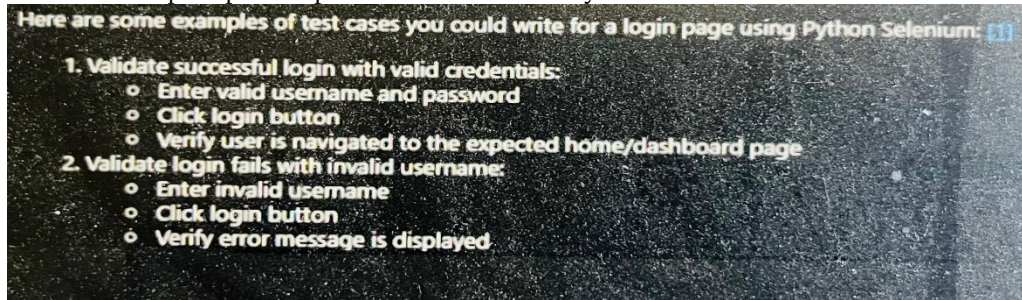 Here are some examples of test cases you could write for a login page using Python Selenium: [1]
1. Validate successful login with valid credentials:
o Enter valid username and password
o Click login button
o Verify user is navigated to the expected home/dashboard page
2. Validate login fails with invalid username:
o Enter invalid username
o Click login button
o Verify error message is displayed